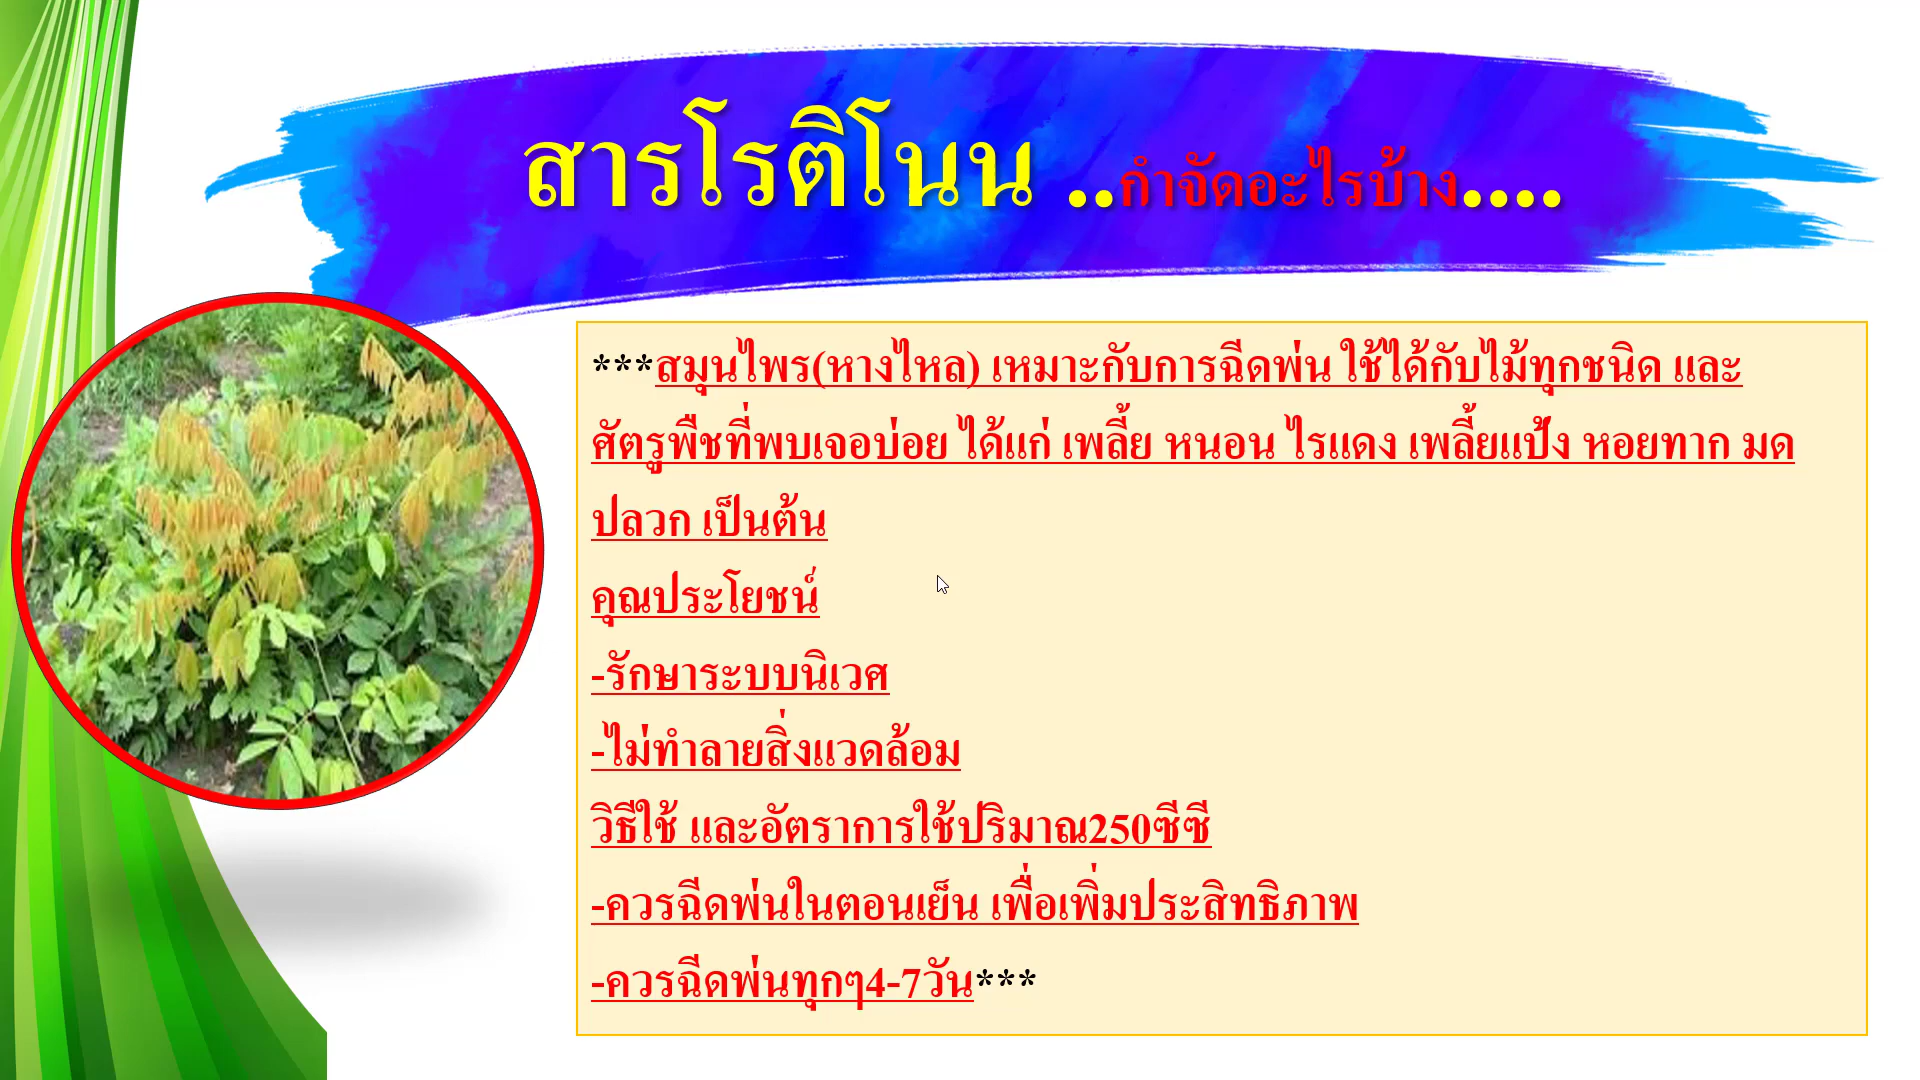 สารโรติโนน ..กำจัดอะไรบ้าง....
***สมุนไพร(หางไหล) เหมาะกับการฉีดพ่น ใช้ได้กับไม้ทุกชนิด และ
ศัตรูพืชที่พบเจอบ่อย ได้แก่ เพลี้ย หนอน ไรแดง เพลี้ยแป้ง หอยทาก มด
ปลวก เป็นต้น
คุณประโยชน์
-รักษาระบบนิเวศ
-ไม่ทำลายสิ่งแวดล้อม
วิธีใช้ และอัตราการใช้ปริมาณ250ซีซี
-ควรฉีดพ่นในตอนเย็น เพื่อเพิ่มประสิทธิภาพ
-ควรฉีดพ่นทุกๆ4-7วัน***